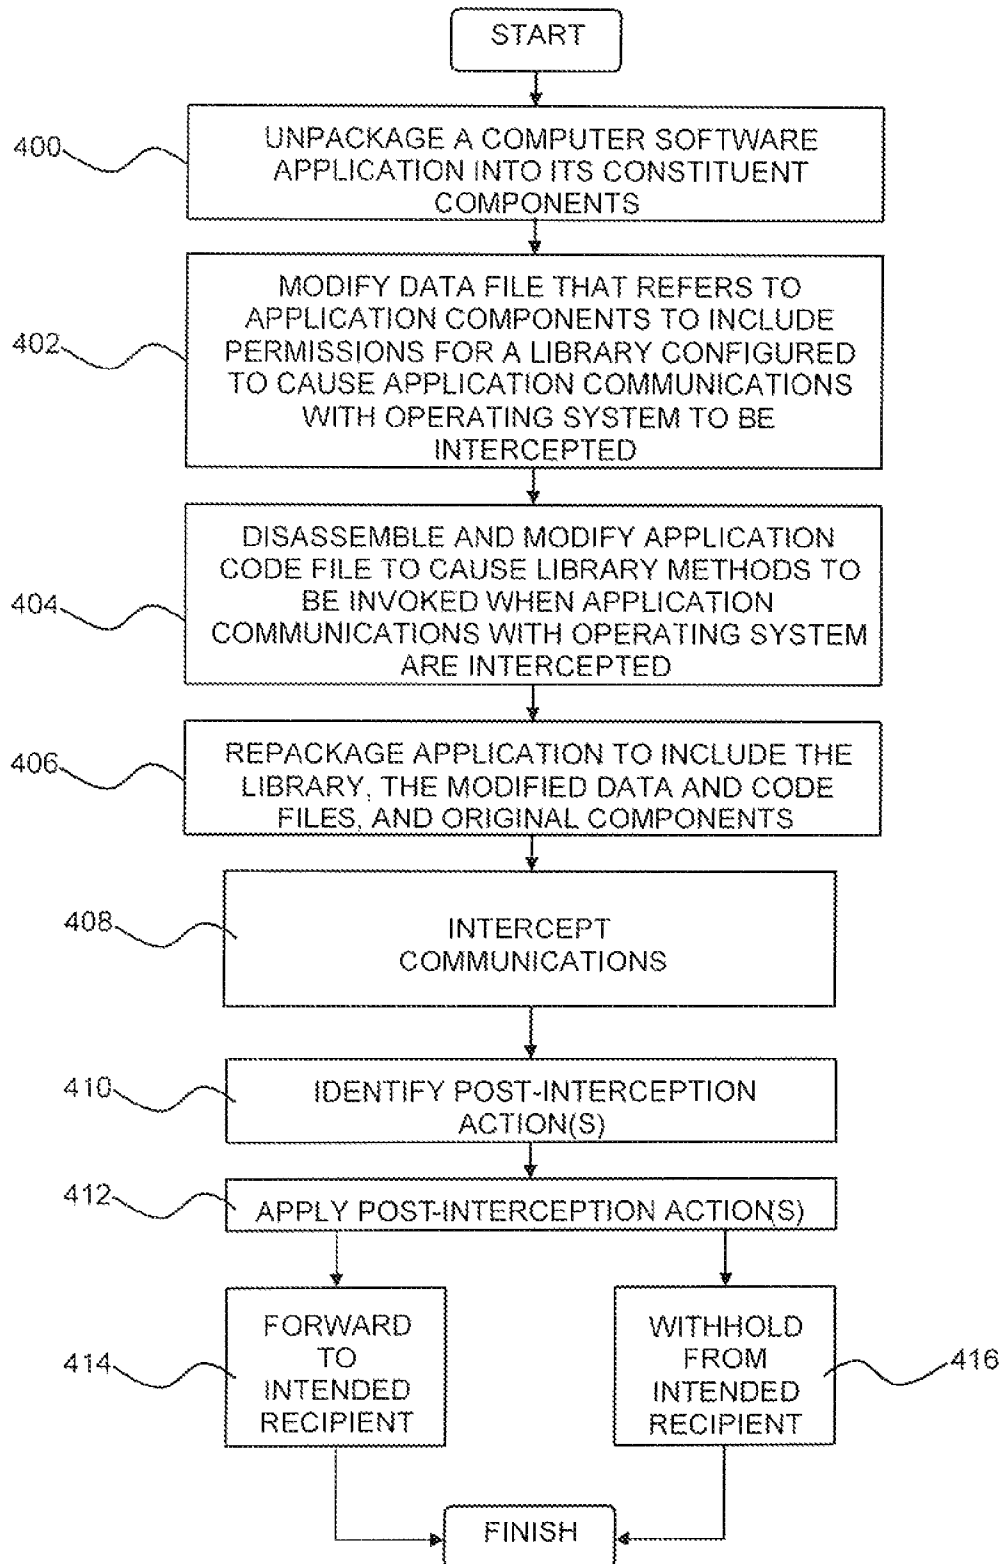 START
400
UNPACKAGE A COMPUTER SOFTWARE
APPLICATION INTO ITS CONSTITUENT
COMPONENTS
402
MODIFY DATA FILE THAT REFERS TO
APPLICATION COMPONENTS TO INCLUDE
PERMISSIONS FOR A LIBRARY CONFIGURED
TO CAUSE APPLICATION COMMUNICATIONS
WITH OPERATING SYSTEM TO BE
INTERCEPTED
404
DISASSEMBLE AND MODIFY APPLICATION
CODE FILE TO CAUSE LIBRARY METHODS TO
BE INVOKED WHEN APPLICATION
COMMUNICATIONS WITH OPERATING SYSTEM
ARE INTERCEPTED
406
REPACKAGE APPLICATION TO INCLUDE THE
LIBRARY, THE MODIFIED DATA AND CODE
FILES, AND ORIGINAL COMPONENTS
408
INTERCEPT
COMMUNICATIONS
410
IDENTIFY POST-INTERCEPTION
ACTION(S)
412
APPLY POST-INTERCEPTION ACTION(S)
414
FORWARD
TO
INTENDED
RECIPIENT
WITHHOLD
FROM
INTENDED
RECIPIENT
416
FINISH